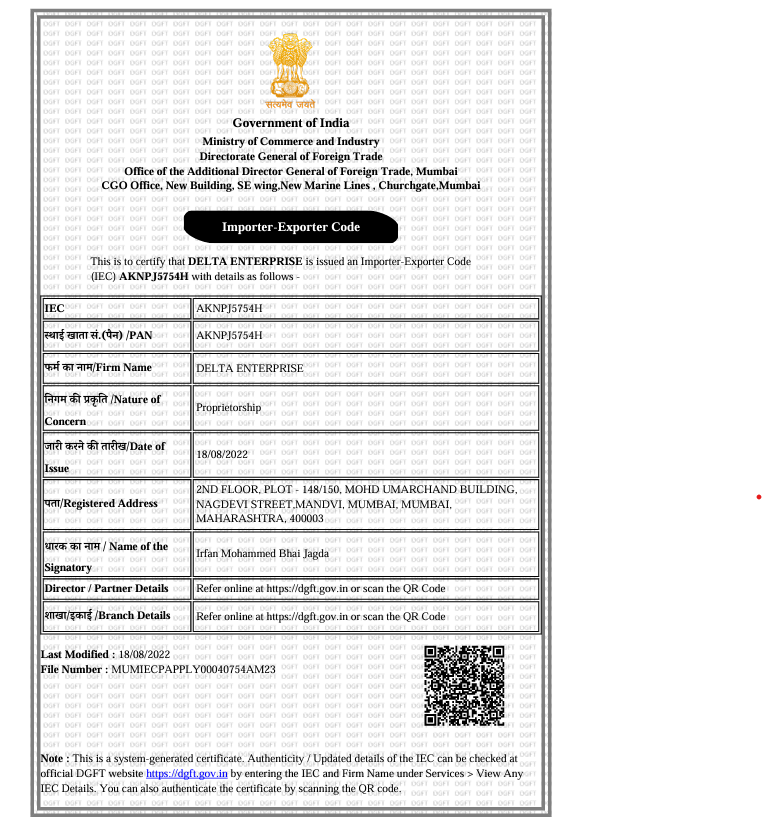 सत्यमेव जयते
Government of India
Ministry of Commerce and Industry
Directorate General of Foreign Trade
Office of the Additional Director General of Foreign Trade, Mumbai
CGO Office, New Building, SE wing,New Marine Lines , Churchgate,Mumbai
Importer-Exporter Code
This is to certify that DELTA ENTERPRISE is issued an Importer-Exporter Code
(IEC) AKNPJ5754H with details as follows -
IEC AKNPJ5754H
स्थाई खाता सं.(पैन) /PAN AKNPJ5754H
फर्म का नाम/Firm Name DELTA ENTERPRISE
निगम की प्रकृति /Nature of
Concern
Proprietorship
जारी करने की तारीख/Date of
Issue
18/08/2022
पता/Registered Address
2ND FLOOR, PLOT - 148/150, MOHD UMARCHAND BUILDING,
NAGDEVI STREET,MANDVI, MUMBAI, MUMBAI,
MAHARASHTRA, 400003
धारक का नाम / Name of the
Signatory
Irfan Mohammed Bhai Jagda
Director / Partner Details Refer online at https://dgft.gov.in or scan the QR Code
शाखा/इकाई /Branch Details Refer online at https://dgft.gov.in or scan the QR Code
Last Modified : 18/08/2022
File Number : MUMIECPAPPLY00040754AM23
Note : This is a system-generated certificate. Authenticity / Updated details of the IEC can be checked at
official DGFT website https://dgft.gov.in by entering the IEC and Firm Name under Services > View Any
IEC Details. You can also authenticate the certificate by scanning the QR code.